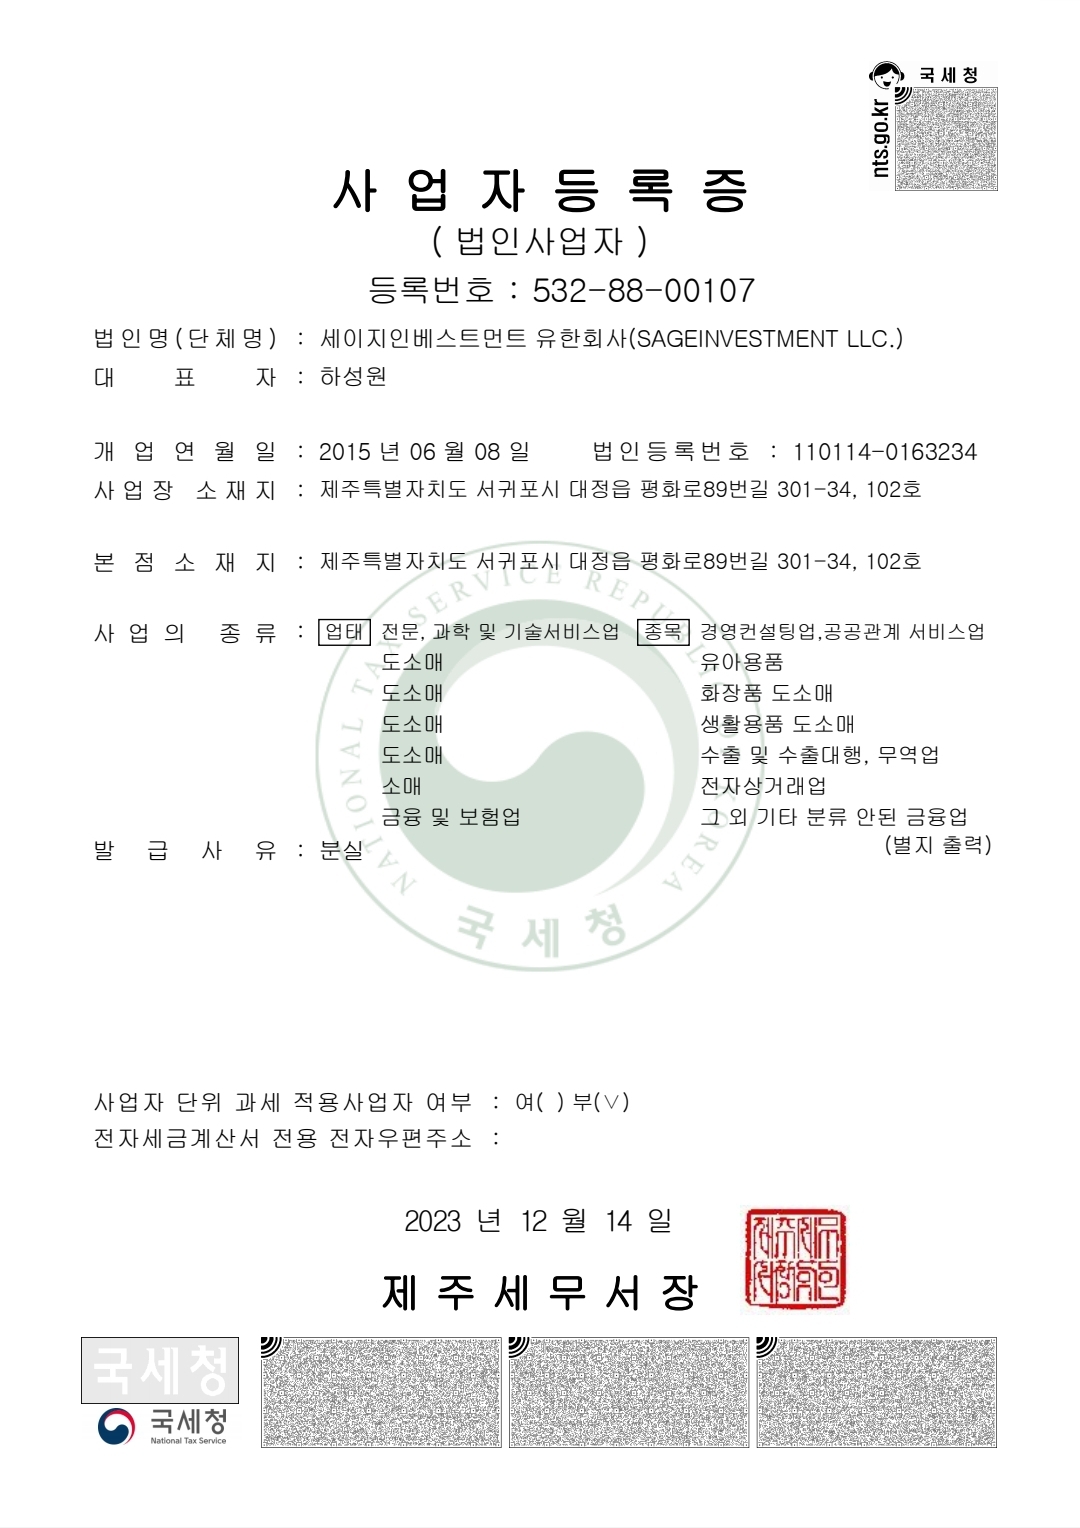 국세청
nts.go.kr
사업자등록증
( 법인사업자 )
등록번호 : 532-88-00107
법인명(단체명) : 세이지인베스트먼트 유한회사(SAGEINVESTMENT LLC.)
대 표 자 : 하성원
개 업 연 월 일 : 2015 년 06 월 08 일 법인등록번호 : 110114-0163234
사업장 소재지 : 제주특별자치도 서귀포시 대정읍 평화로89번길 301-34, 102호
본 점 소 재 지 : 제주특별자치도 서귀포시 대정읍 평화로89번길 301-34, 102호
사 업 의 종 류 : 업태 전문, 과학 및 기술서비스업 종목 경영컨설팅업,공공관계 서비스업
도소매 유아용품
도소매 화장품 도소매
도소매 생활용품 도소매
도소매 수출 및 수출대행, 무역업
소매 전자상거래업
금융 및 보험업 그 외 기타 분류 안된 금융업
(별지 출력)
발 급 사 유 : 분실
NATIONAL TAX SERVICE REPUBLIC OF KOREA
국세청
사업자 단위 과세 적용사업자 여부 : 여( ) 부(∨)
전자세금계산서 전용 전자우편주소 :
2023 년 12 월 14 일
제주세무서장
국세청
국세청
National Tax Service